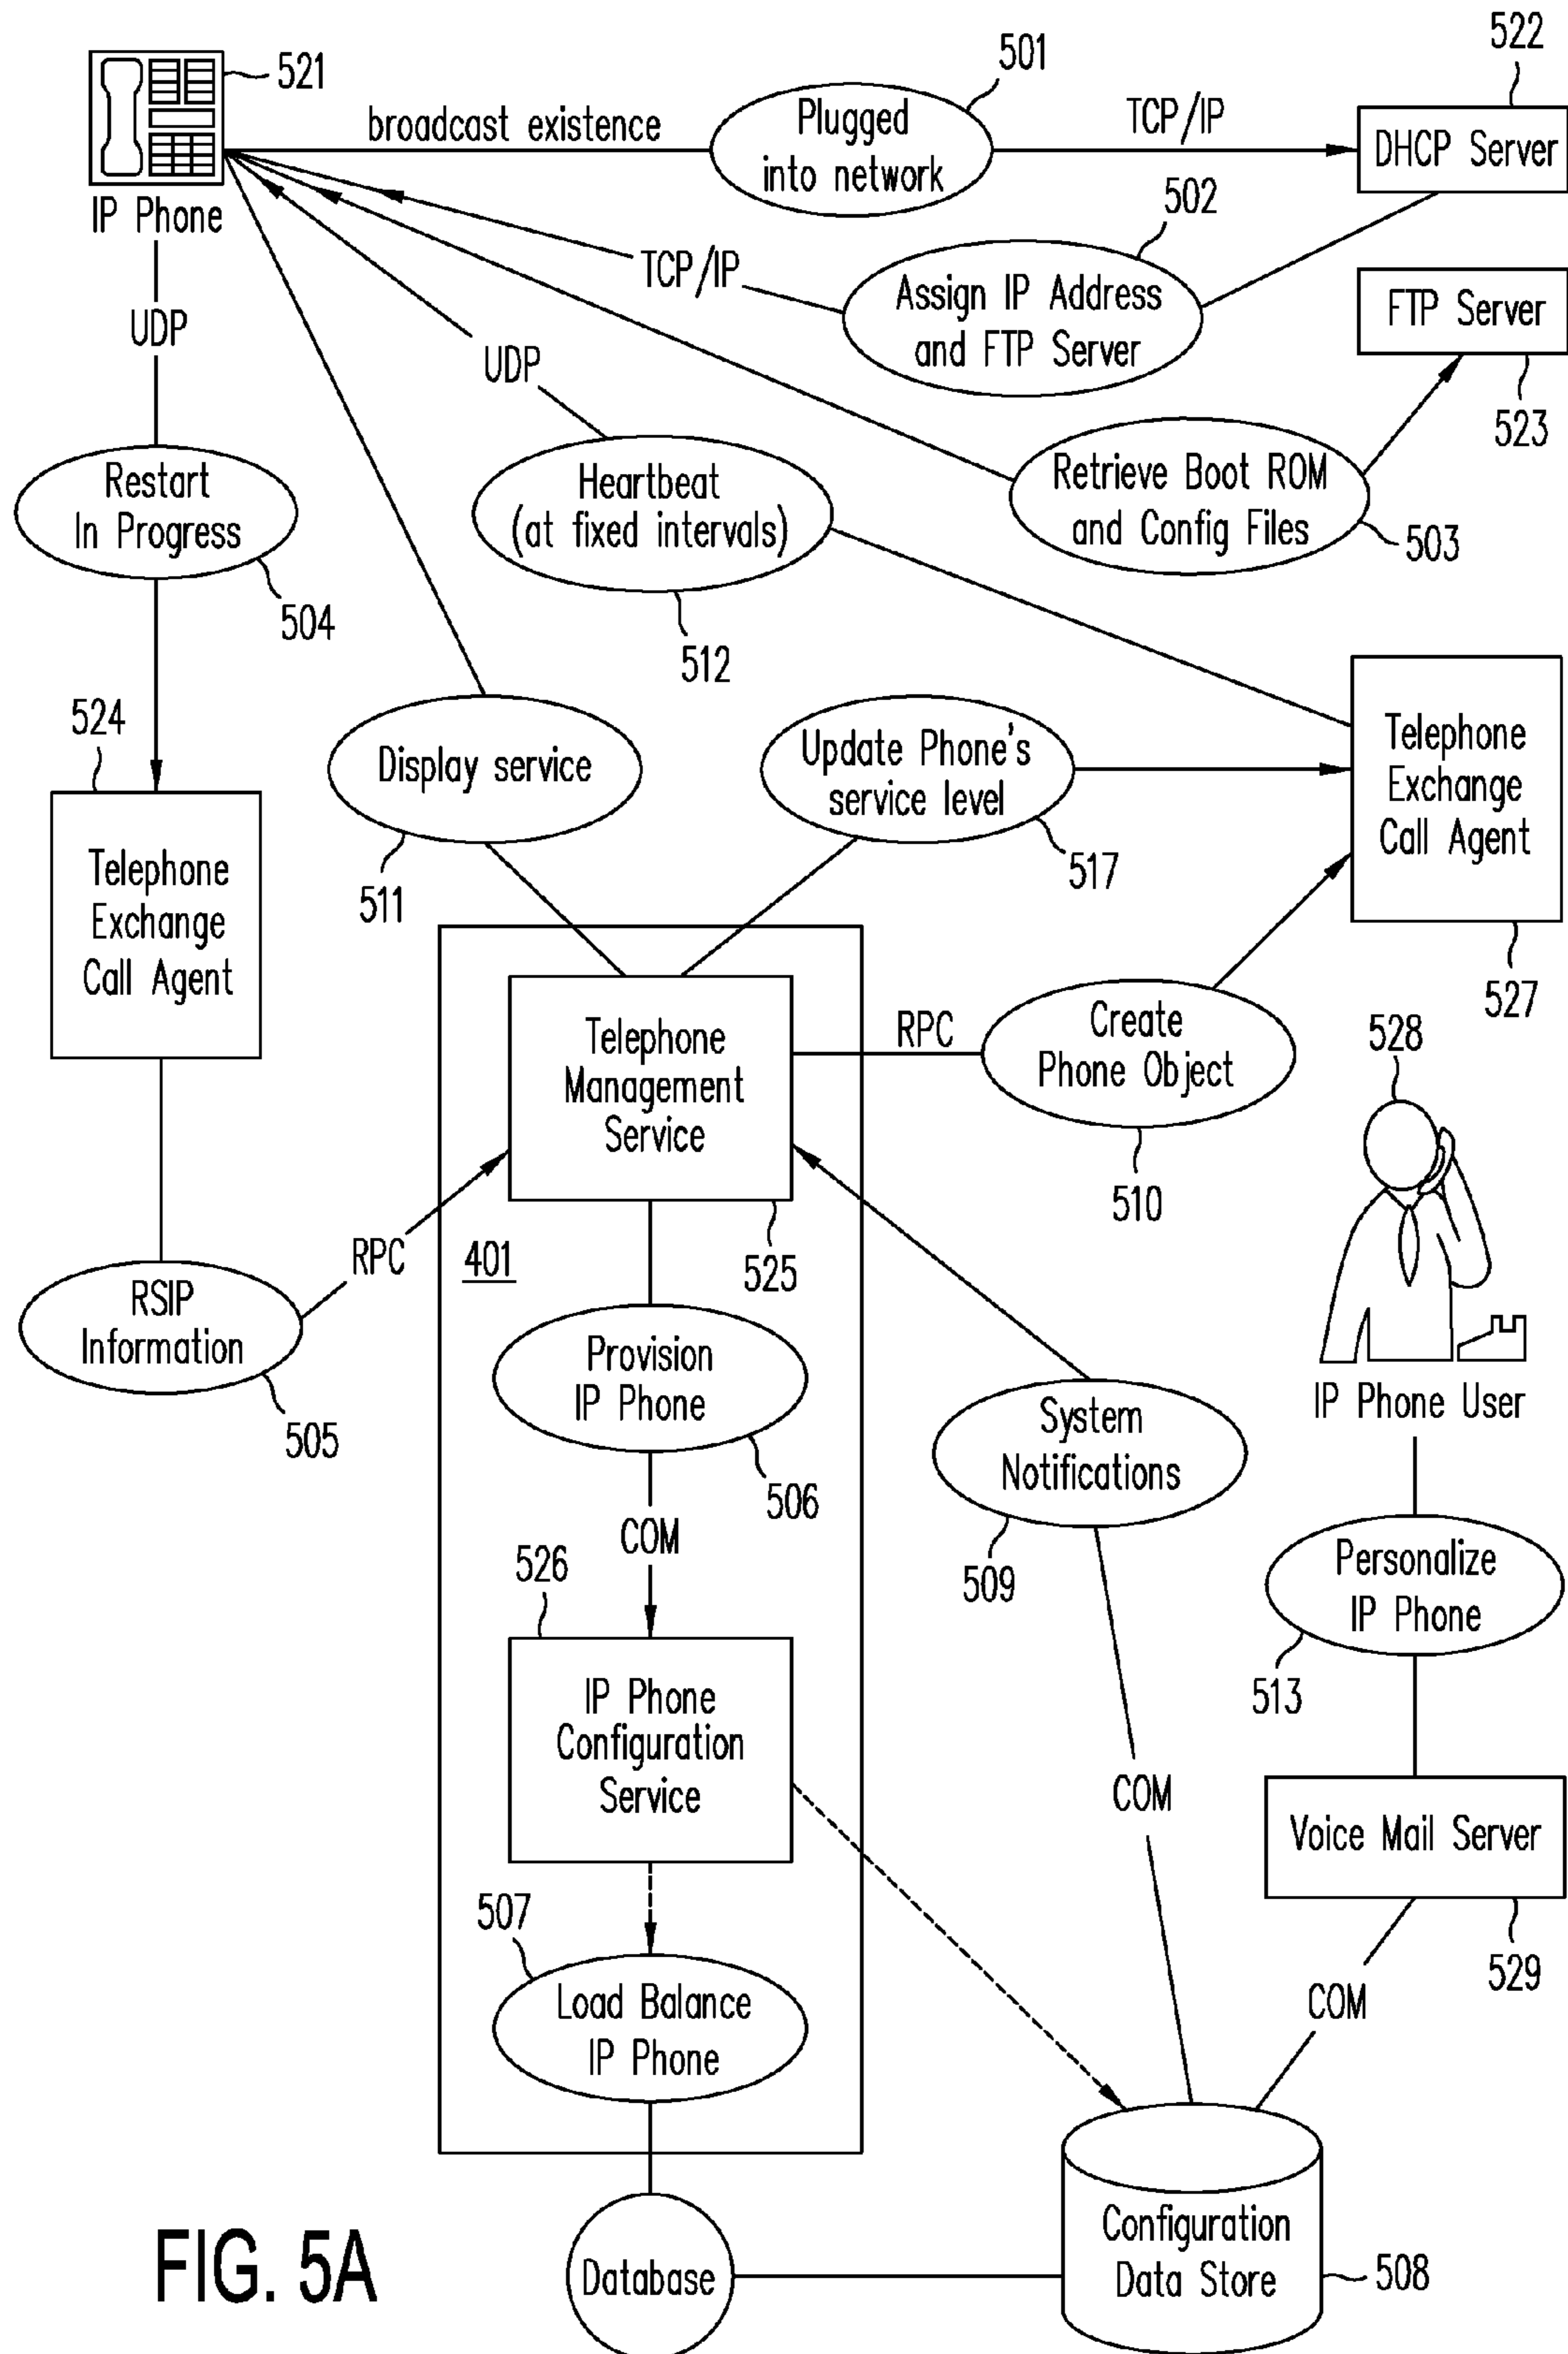 522
501
521
broadcast existence
Plugged
into network
TCP/IP
DHCP Server
IP Phone
502
TCP/IP
Assign IP Address
and FTP Server
FTP Server
UDP
UDP
523
Restart
In Progress
Heartbeat
(at fixed intervals)
Retrieve Boot ROM
and Config Files
503
504
512
524
Display service
Update Phone's
service level
Telephone
Exchange
Call Agent
511
517
Telephone
Exchange
Call Agent
527
Telephone
Management
Service
RPC
Create
Phone Object
528
510
RPC
401
525
RSIP
Information
505
Provision
IP Phone
506
System
Notifications
509
IP Phone User
COM
526
Personalize
IP Phone
513
IP Phone
Configuration
Service
COM
Voice Mail Server
529
507
Load Balance
IP Phone
COM
Configuration
Data Store
508
Database
FIG. 5A